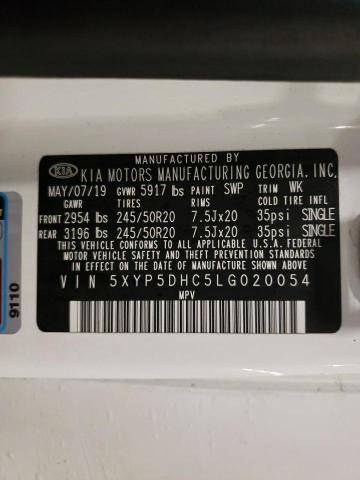 MANUFACTURED BY
KIA KIA MOTORS MANUFACTURING GEORGIA, INC.
MAY/07/19 GVWR 5917 lbs PAINT SWP TRIM WK
GAWR TIRES RIMS COLD TIRE INFL
FRONT 2954 lbs 245/50R20 7.5Jx20 35psi SINGLE
REAR 3196 lbs 245/50R20 7.5Jx20 35psi SINGLE
THIS VEHICLE CONFORMS TO ALL APPLICABLE U.S.A. FEDERAL
MOTOR VEHICLE SAFETY AND THEFT PREVENTION STANDARDS
IN EFFECT ON THE DATE OF MANUFACTURE SHOWN ABOVE.
VIN 5XYP5DHC5LG020054
MPV
9110